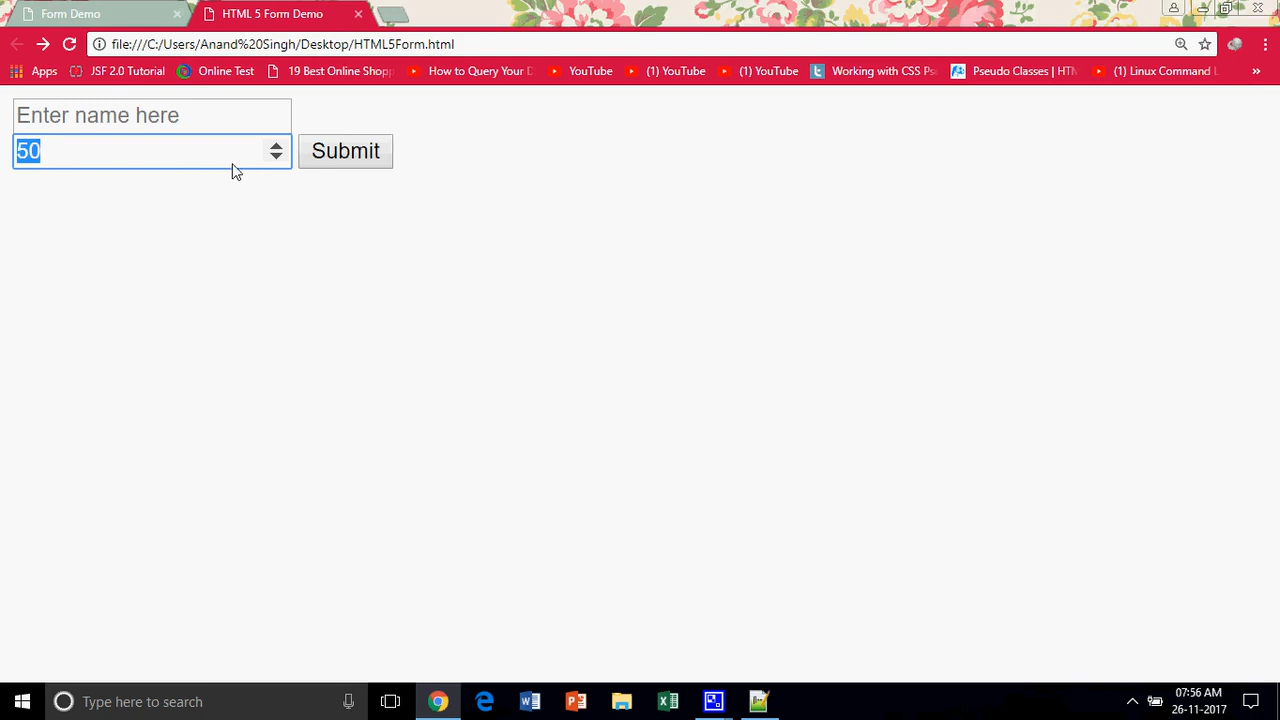 Form Demo
HTML 5 Form Demo
file:///C:/Users/Anand%20Singh/Desktop/HTML5Form.html
Apps JSF 2.0 Tutorial Online Test 19 Best Online Shopp How to Query Your D YouTube (1) YouTube (1) YouTube Working with CSS Ps Pseudo Classes | HTN (1) Linux Command L »
Enter name here
50 Submit
Type here to search
07:56 AM
26-11-2017